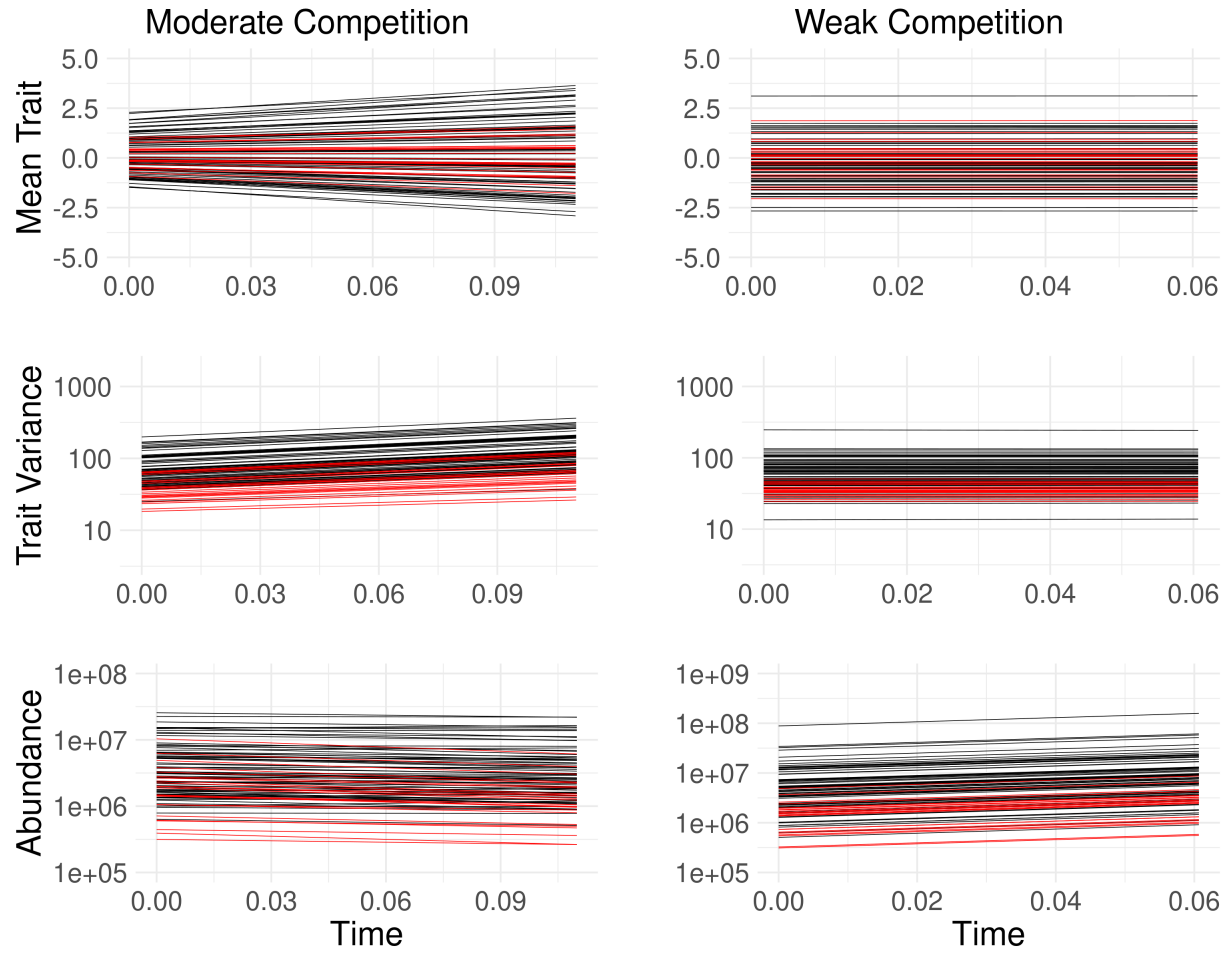 Moderate Competition
Weak Competition
Mean Trait
5.0
2.5
0.0
-2.5
-5.0
0.00 0.03 0.06 0.09
5.0
2.5
0.0
-2.5
-5.0
0.00 0.02 0.04 0.06
Trait Variance
1000
100
10
0.00 0.03 0.06 0.09
1000
100
10
0.00 0.02 0.04 0.06
Abundance
1e+08
1e+07
1e+06
1e+05
0.00 0.03 0.06 0.09
Time
1e+09
1e+08
1e+07
1e+06
1e+05
0.00 0.02 0.04 0.06
Time